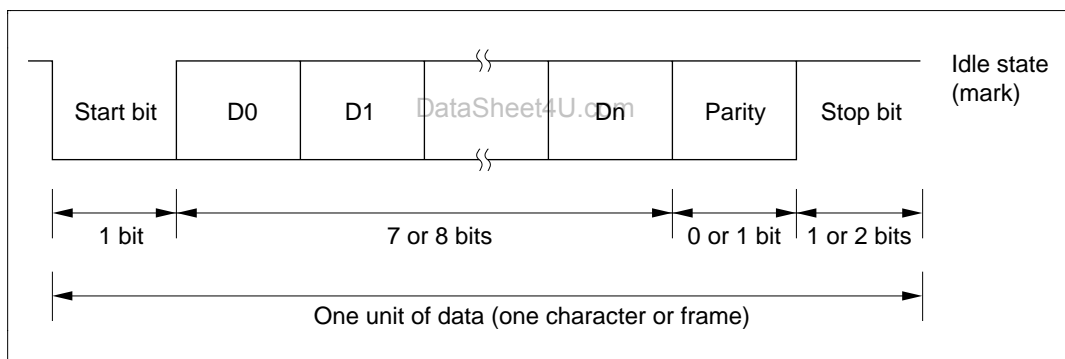 Idle state
(mark)
Start bit
D0
D1
DataSheet4U.com
Dn
Parity
Stop bit
1 bit
7 or 8 bits
0 or 1 bit
1 or 2 bits
One unit of data (one character or frame)